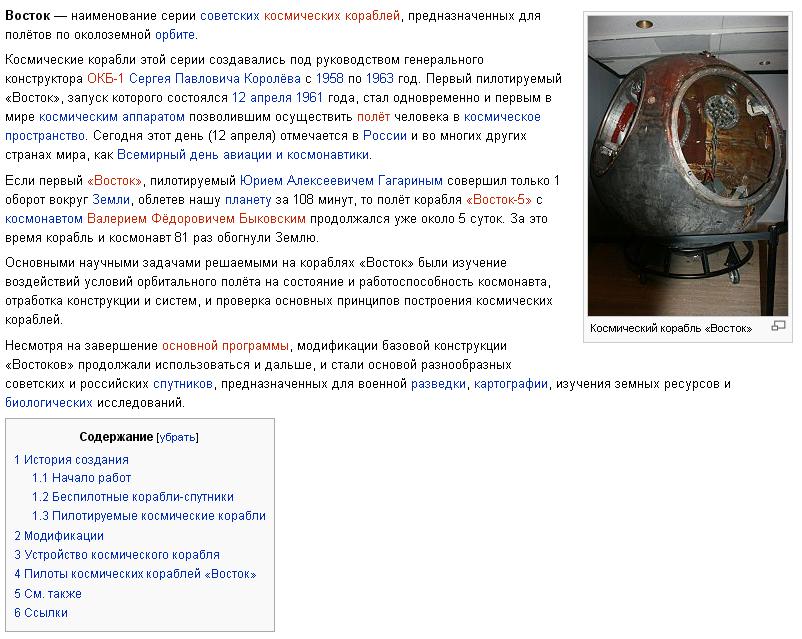 Восток — наименование серии советских космических кораблей, предназначенных для
полётов по околоземной орбите.
Космические корабли этой серии создавались под руководством генерального
конструктора ОКБ-1 Сергея Павловича Королёва с 1958 по 1963 год. Первый пилотируемый
«Восток», запуск которого состоялся 12 апреля 1961 года, стал одновременно и первым в
мире космическим аппаратом позволившим осуществить полёт человека в космическое
пространство. Сегодня этот день (12 апреля) отмечается в России и во многих других
странах мира, как Всемирный день авиации и космонавтики.
Если первый «Восток», пилотируемый Юрием Алексеевичем Гагариным совершил только 1
оборот вокруг Земли, облетев нашу планету за 108 минут, то полёт корабля «Восток-5» с
космонавтом Валерием Фёдоровичем Быковским продолжался уже около 5 суток. За это
время корабль и космонавт 81 раз обогнули Землю.
Основными научными задачами решаемыми на кораблях «Восток» были изучение
воздействий условий орбитального полёта на состояние и работоспособность космонавта,
отработка конструкции и систем, и проверка основных принципов построения космических
кораблей.
Несмотря на завершение основной программы, модификации базовой конструкции
«Востоков» продолжали использоваться и дальше, и стали основой разнообразных
советских и российских спутников, предназначенных для военной разведки, картографии, изучения земных ресурсов и
биологических исследований.
Космический корабль «Восток»
Содержание [убрать]
1 История создания
1.1 Начало работ
1.2 Беспилотные корабли-спутники
1.3 Пилотируемые космические корабли
2 Модификации
3 Устройство космического корабля
4 Пилоты космических кораблей «Восток»
5 См. также
6 Ссылки